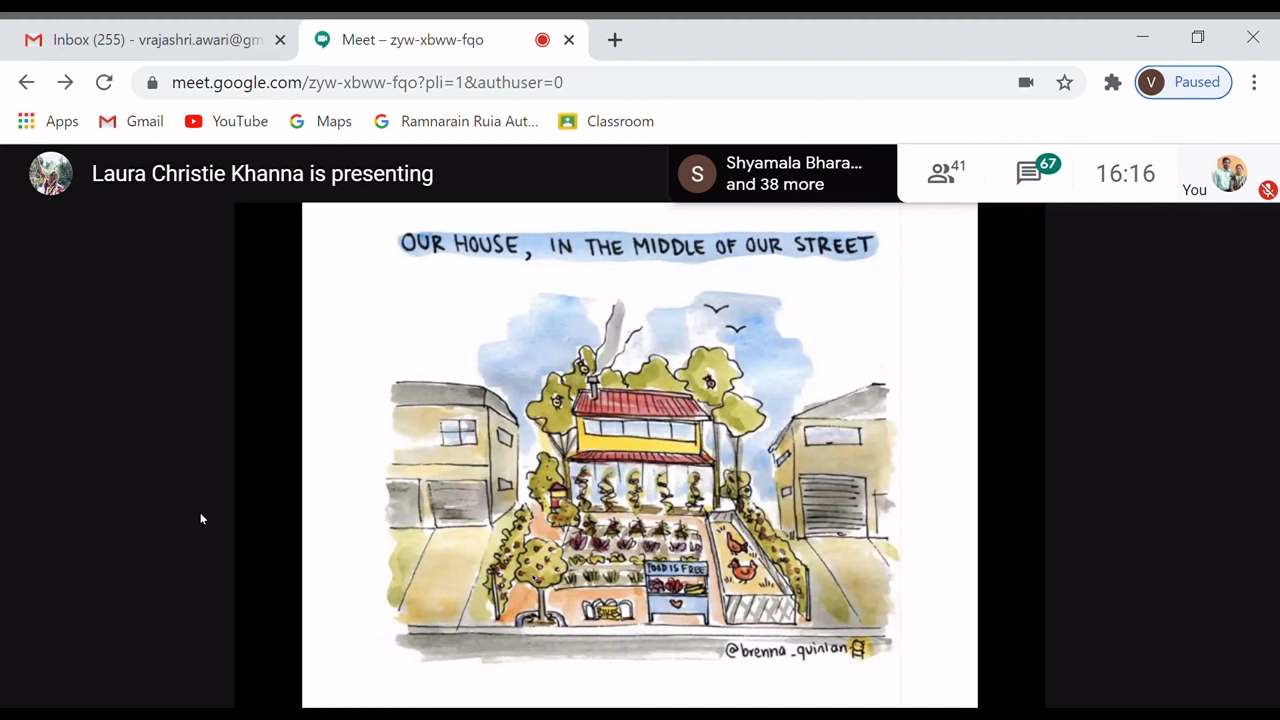 Inbox (255) - vrajashri.awari@gm
Meet – zyw-xbww-fqo
meet.google.com/zyw-xbww-fqo?pli=1&authuser=0
V
Paused
Apps
Gmail
YouTube
Maps
Ramnarain Ruia Aut...
Classroom
Laura Christie Khanna is presenting
S
Shyamala Bhara...
and 38 more
41
67
16:16
You
OUR HOUSE, IN THE MIDDLE OF OUR STREET
FOOD IS FREE
@brenna_quinlan